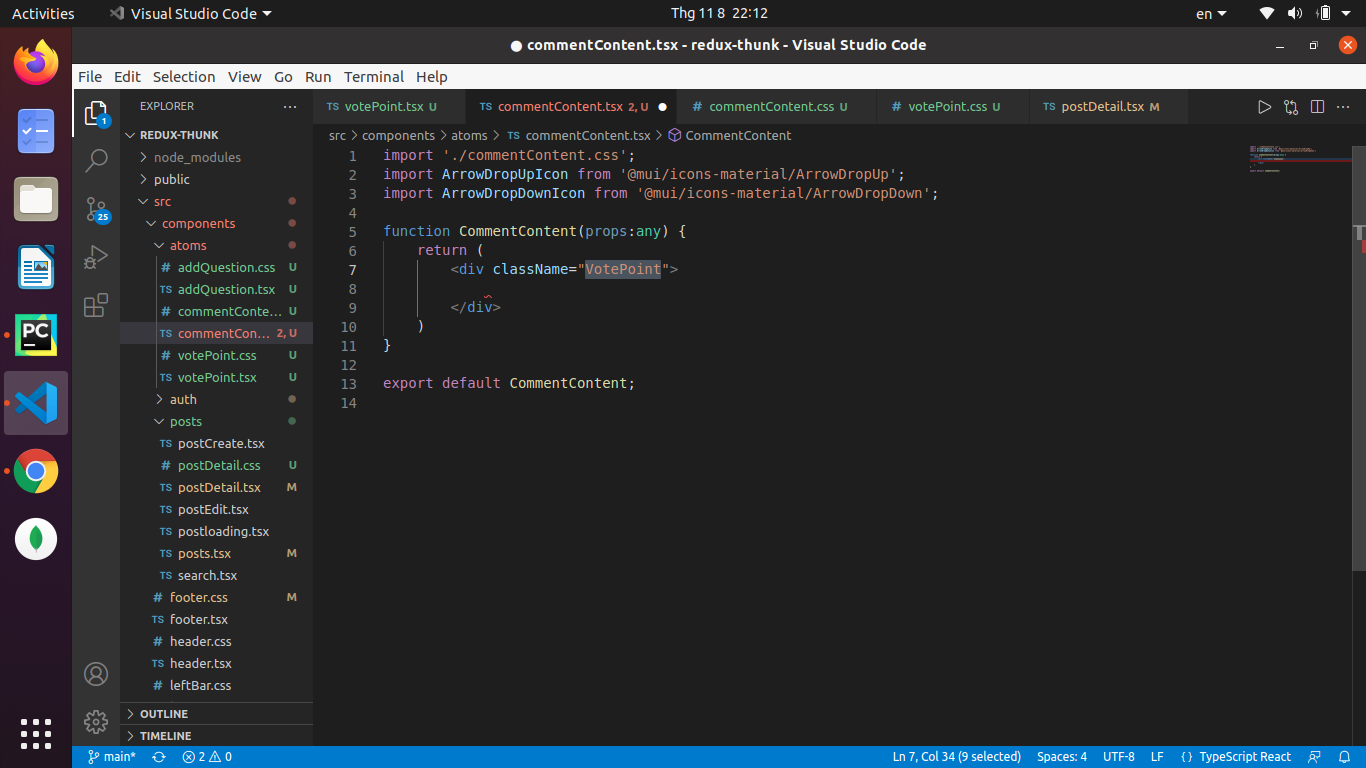 Activities Visual Studio Code Thg 11 8 22:12 en
commentContent.tsx - redux-thunk - Visual Studio Code
File Edit Selection View Go Run Terminal Help
EXPLORER
REDUX-THUNK
node_modules
public
src
components
atoms
# addQuestion.css U
TS addQuestion.tsx U
# commentConte... U
TS commentCon... 2, U
# votePoint.css U
TS votePoint.tsx U
auth
posts
TS postCreate.tsx
# postDetail.css U
TS postDetail.tsx M
TS postEdit.tsx
TS postloading.tsx
TS posts.tsx M
TS search.tsx
# footer.css M
TS footer.tsx
# header.css
TS header.tsx
# leftBar.css
OUTLINE
TIMELINE
1
25
PC
TS votePoint.tsx U TS commentContent.tsx 2, U # commentContent.css U # votePoint.css U TS postDetail.tsx M
src > components > atoms > TS commentContent.tsx > CommentContent
1 import './commentContent.css';
2 import ArrowDropUpIcon from '@mui/icons-material/ArrowDropUp';
3 import ArrowDropDownIcon from '@mui/icons-material/ArrowDropDown';
4
5 function CommentContent(props:any) {
6 return (
7 <div className="VotePoint">
8
9 </div>
10 )
11 }
12
13 export default CommentContent;
14
main* 2 0 Ln 7, Col 34 (9 selected) Spaces: 4 UTF-8 LF {} TypeScript React